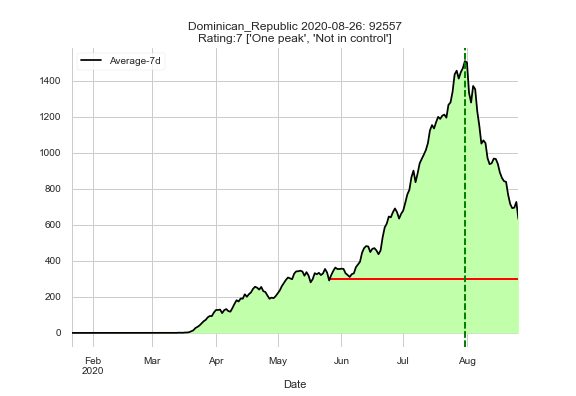 Dominican_Republic 2020-08-26: 92557
Rating:7 ['One peak', 'Not in control']
Average-7d
1400
1200
1000
800
600
400
200
0
Feb Mar Apr May Jun Jul Aug
2020
Date